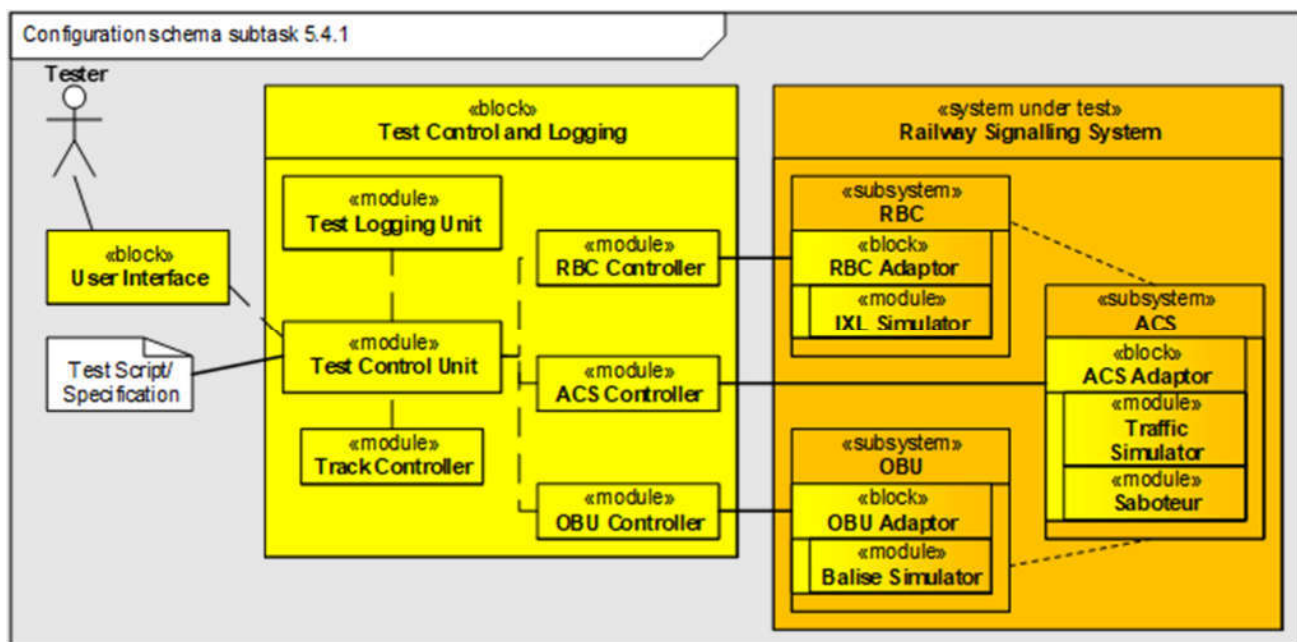 Configuration schema subtask 5.4.1
Tester
«block»
User Interface
Test Script/
Specification
«block»
Test Control and Logging
«module»
Test Logging Unit
«module»
Test Control Unit
«module»
Track Controller
«module»
RBC Controller
«module»
ACS Controller
«module»
OBU Controller
«system under test»
Railway Signalling System
«subsystem»
RBC
«block»
RBC Adaptor
«module»
IXL Simulator
«subsystem»
ACS
«block»
ACS Adaptor
«module»
Traffic
Simulator
«module»
Saboteur
«subsystem»
OBU
«block»
OBU Adaptor
«module»
Balise Simulator